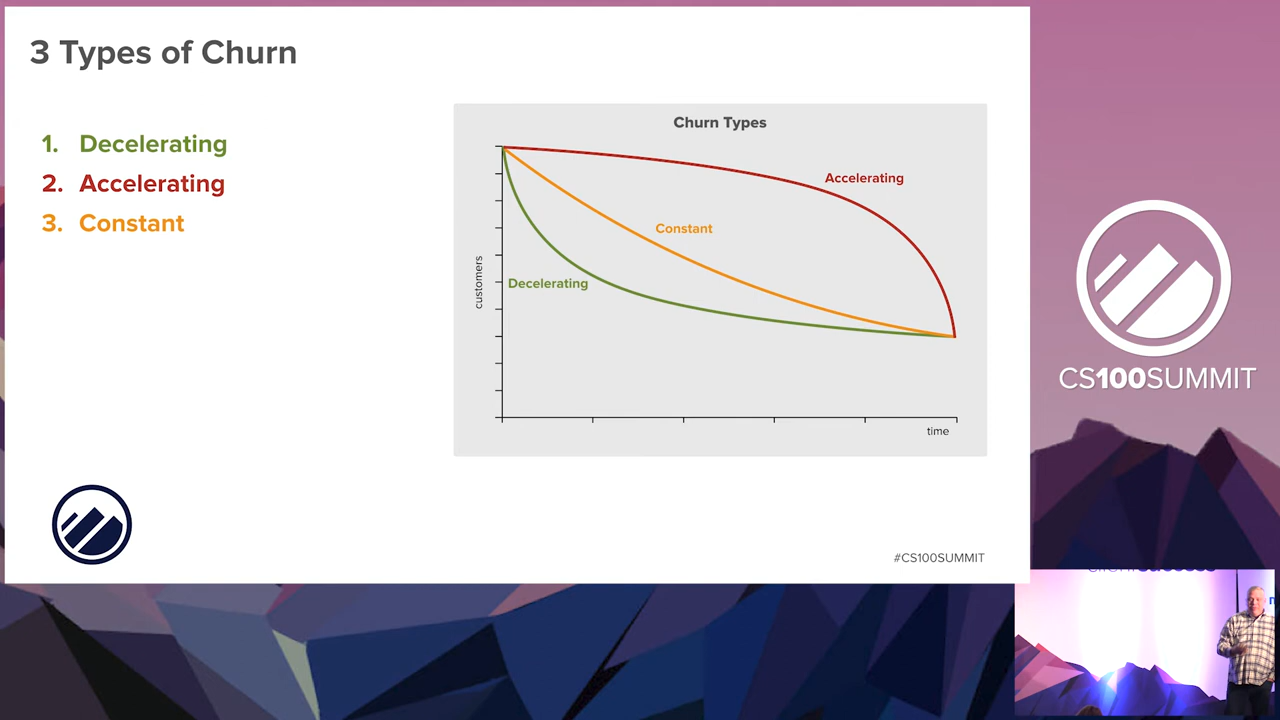 3 Types of Churn
1. Decelerating
2. Accelerating
3. Constant
Churn Types
Accelerating
Constant
Decelerating
customers
time
#CS100SUMMIT
CS100SUMMIT
clientsuccess